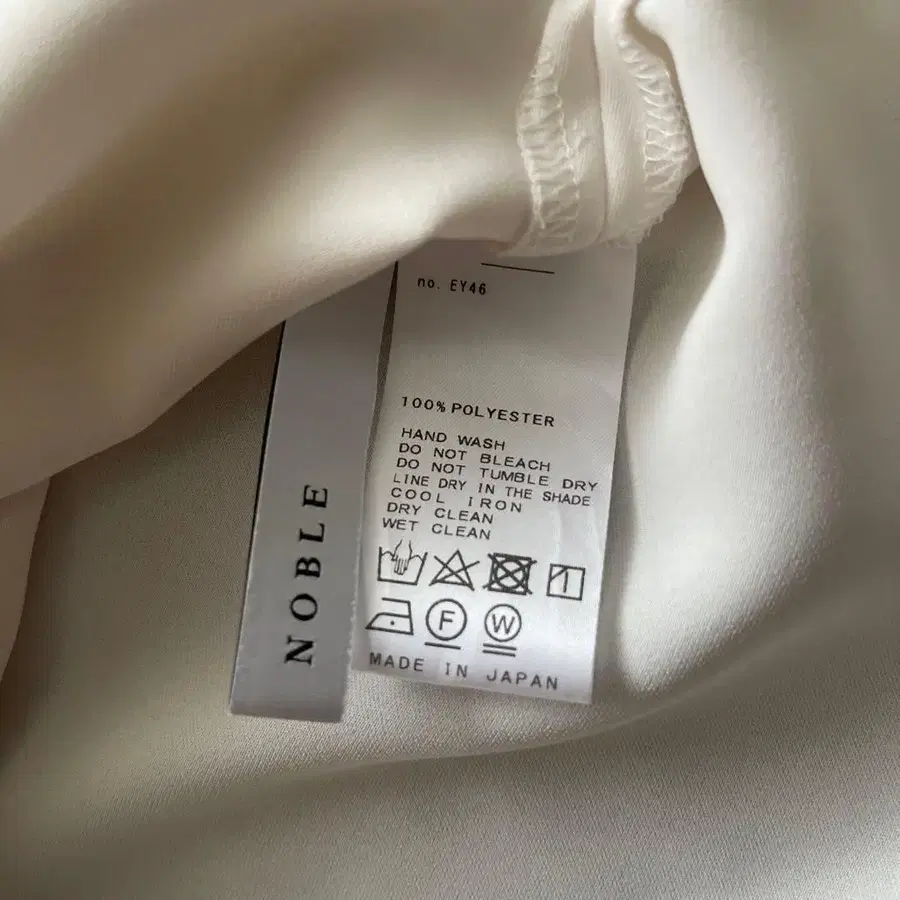 NOBLE
no. EY46
100% POLYESTER
HAND WASH
DO NOT BLEACH
DO NOT TUMBLE DRY
LINE DRY IN THE SHADE
COOL IRON
DRY CLEAN
WET CLEAN
F W
MADE IN JAPAN